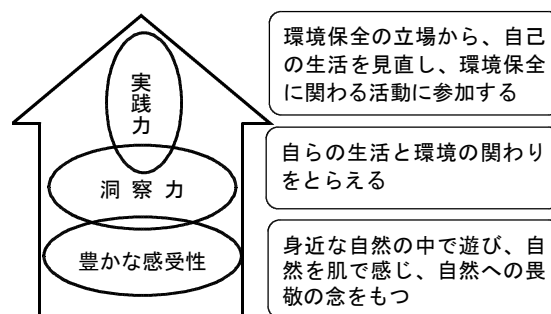 実践力
環境保全の立場から、自己
の生活を見直し、環境保全
に関わる活動に参加する
洞察力
自らの生活と環境の関わり
をとらえる
豊かな感受性
身近な自然の中で遊び、自
然を肌で感じ、自然への畏
敬の念をもつ